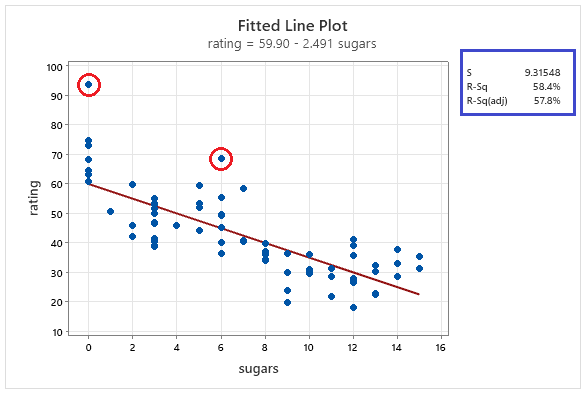 Fitted Line Plot
rating = 59.90 - 2.491 sugars
S 9.31548
R-Sq 58.4%
R-Sq(adj) 57.8%
100
90
80
70
60
50
40
30
20
10
rating
0 2 4 6 8 10 12 14 16
sugars